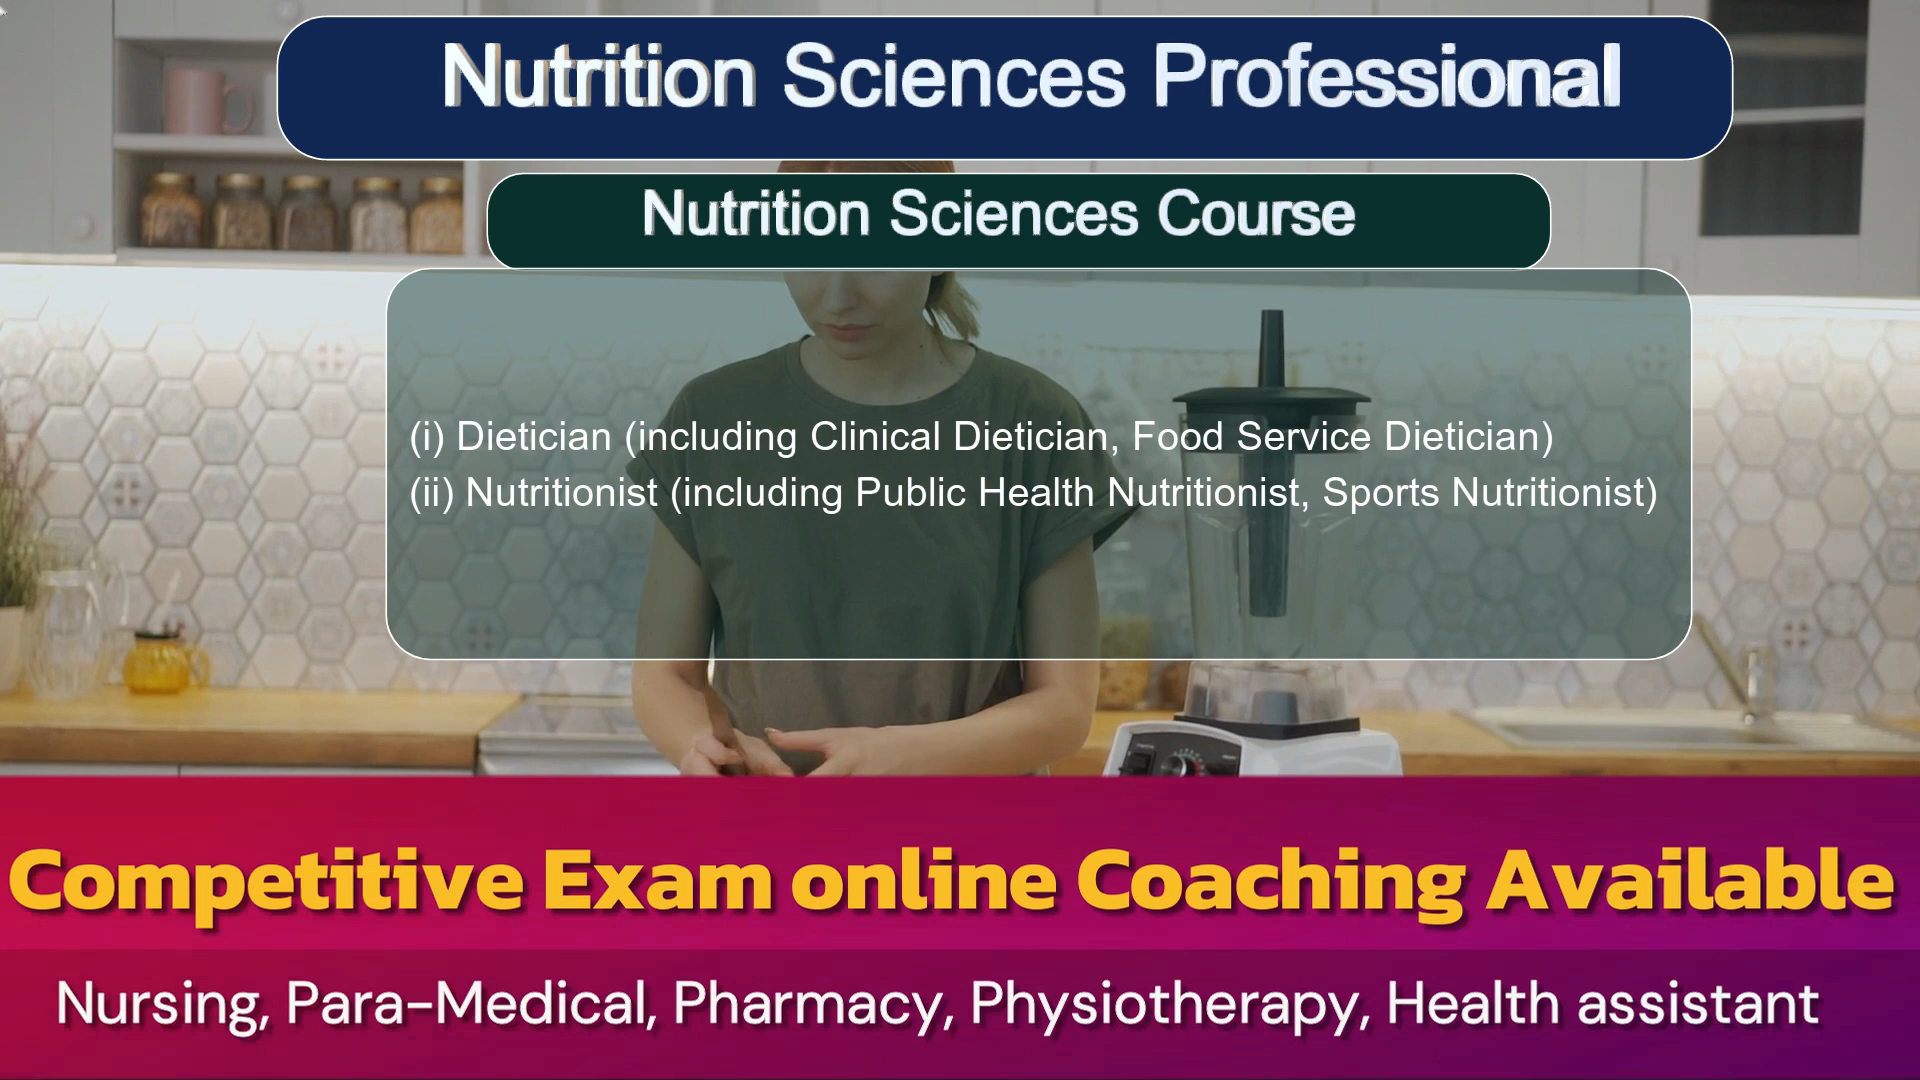 Nutrition Sciences Professional
Nutrition Sciences Course
(i) Dietician (including Clinical Dietician, Food Service Dietician)
(ii) Nutritionist (including Public Health Nutritionist, Sports Nutritionist)
Competitive Exam online Coaching Available
Nursing, Para-Medical, Pharmacy, Physiotherapy, Health assistant